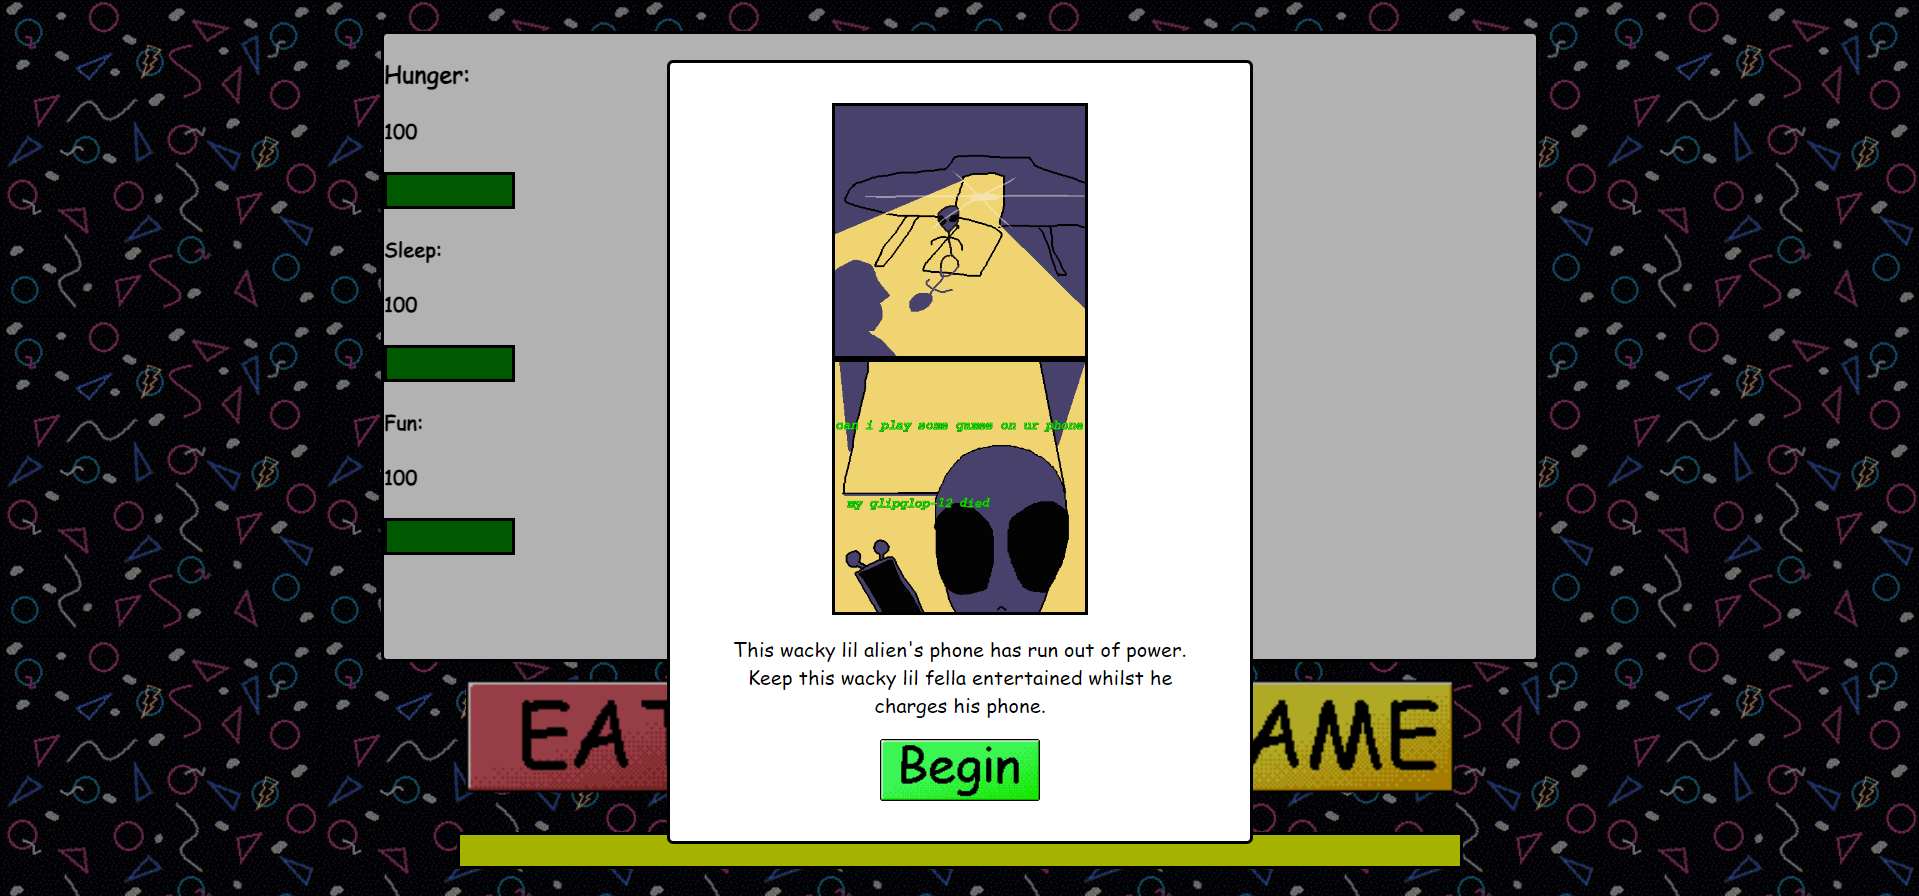 Hunger:
100
Sleep:
100
Fun:
100
can i play some games on ur phone
my glipglop-12 died
This wacky lil alien's phone has run out of power.
Keep this wacky lil fella entertained whilst he
charges his phone.
Begin
EAT
AME